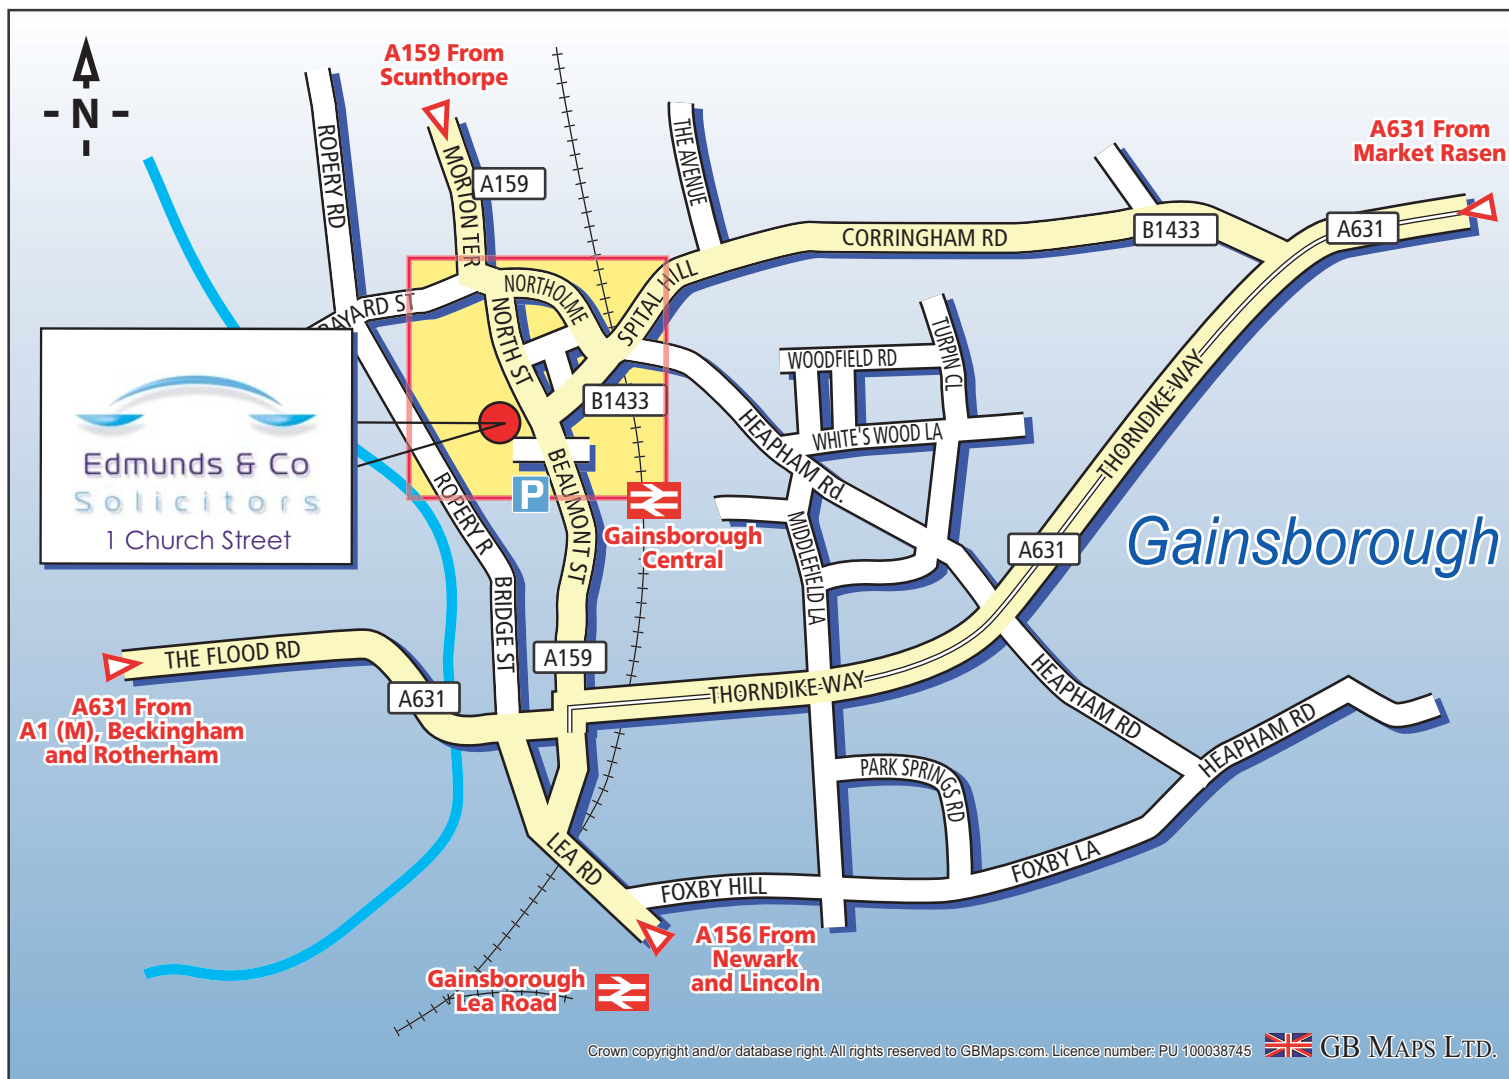 A159 From
Scunthorpe
N
A631 From
Market Rasen
ROPERY RD
MORTON TER
A159
THE AVENUE
CORRINGHAM RD
B1433
A631
BAYARD ST
NORTHOLME
SPITAL HILL
NORTH ST
B1433
WOODFIELD RD
TURPIN CL
WHITE'S WOOD LA
THORNDIKE WAY
HEAPHAM Rd.
Edmunds & Co
Solicitors
1 Church Street
ROPERY R
P
BEAUMONT ST
Gainsborough
Central
MIDDLEFIELD LA
A631
Gainsborough
BRIDGE ST
THE FLOOD RD
A159
A631
THORNDIKE WAY
HEAPHAM RD
HEAPHAM RD
A631 From
A1 (M), Beckingham
and Rotherham
PARK SPRINGS RD
LEA RD
FOXBY HILL
FOXBY LA
A156 From
Newark
and Lincoln
Gainsborough
Lea Road
Crown copyright and/or database right. All rights reserved to GBMaps.com. Licence number: PU 100038745
GB MAPS LTD.